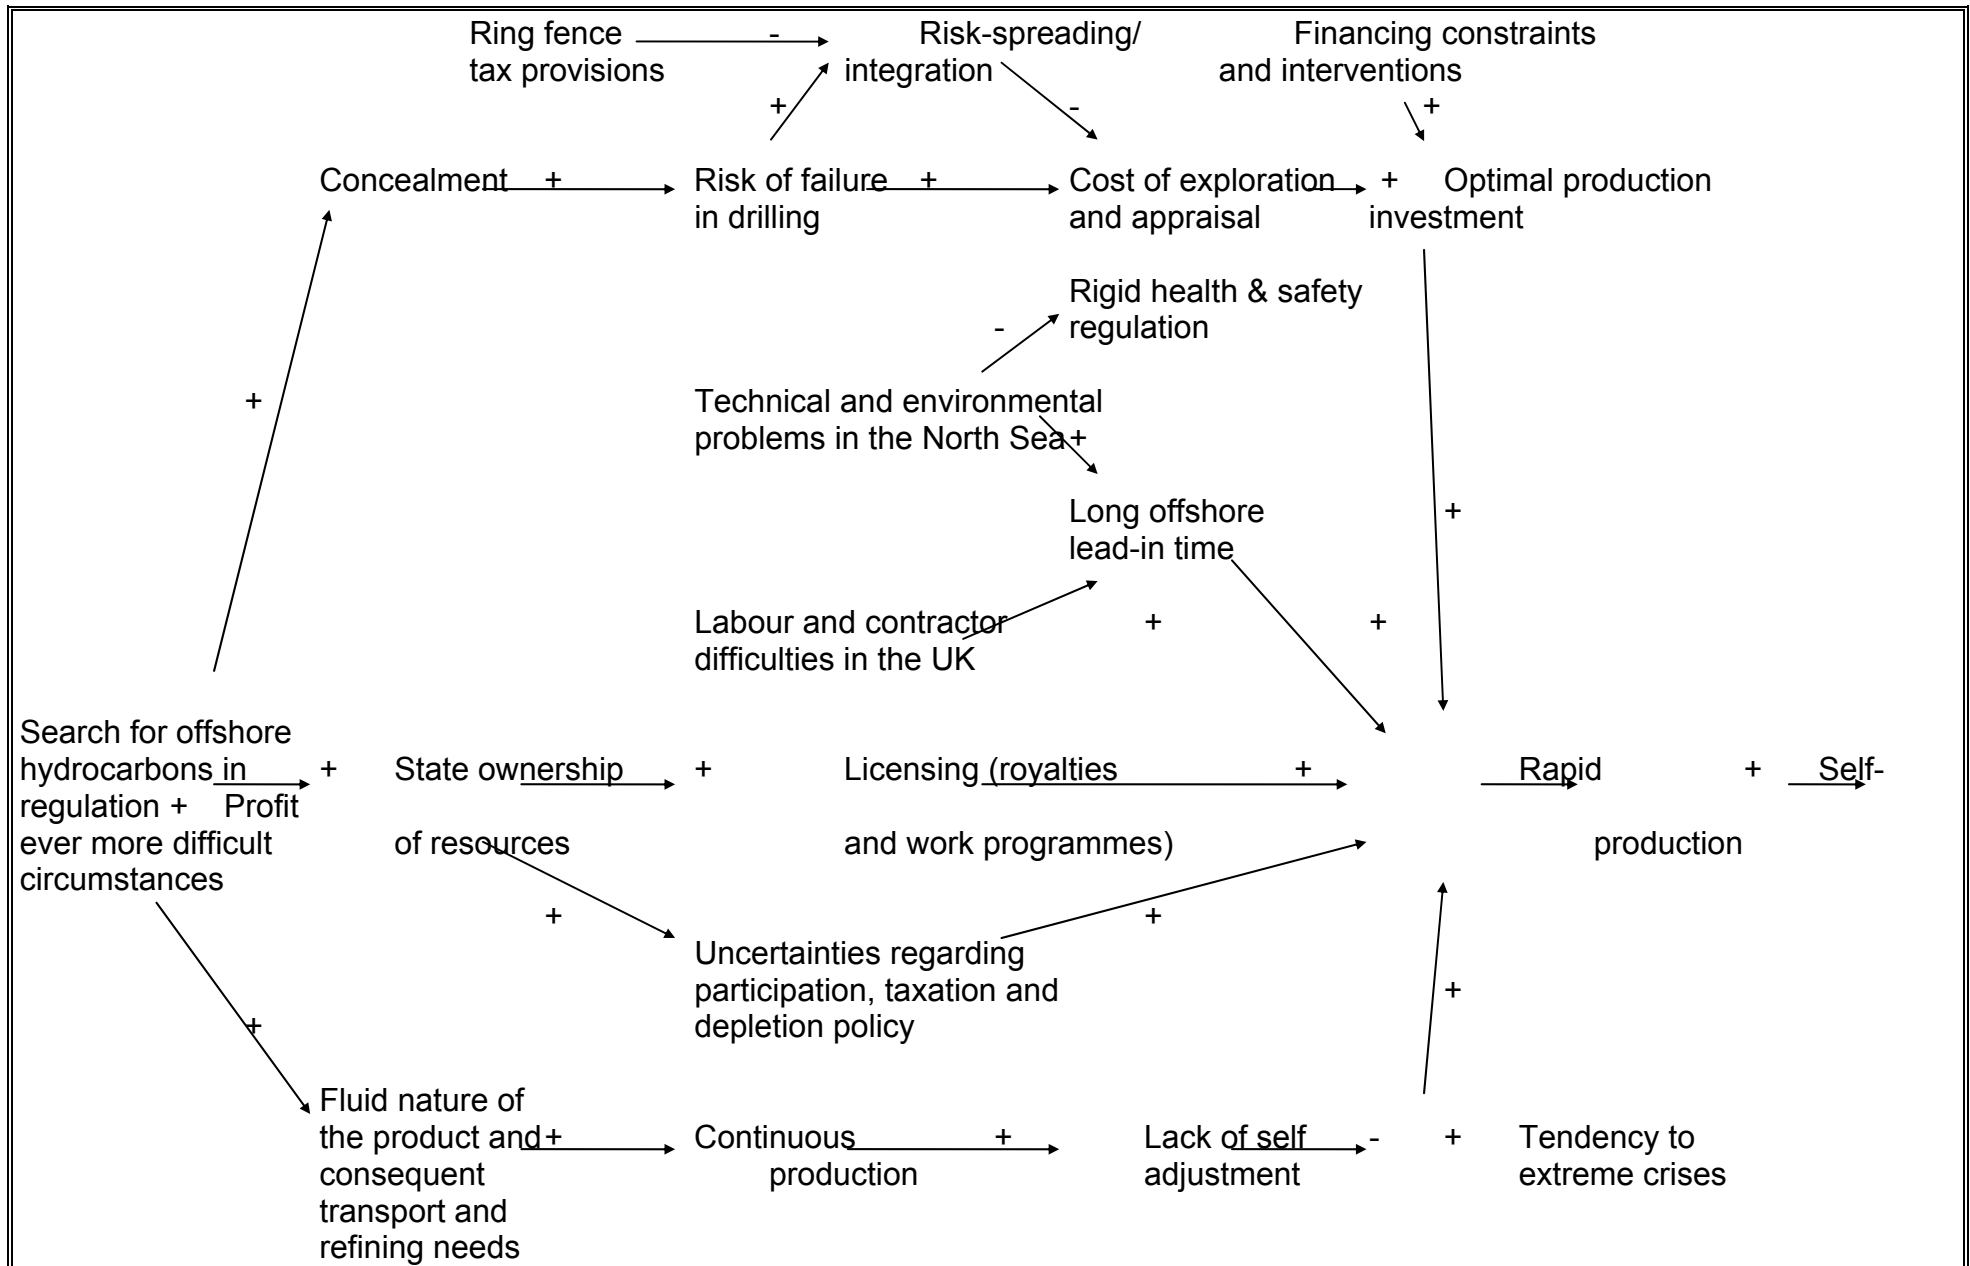 Ring fence - Risk-spreading/ Financing constraints
tax provisions integration and interventions
+ - +
Concealment + Risk of failure + Cost of exploration + Optimal production
in drilling and appraisal investment
Rigid health & safety
- regulation
+ Technical and environmental
problems in the North Sea +
Long offshore +
lead-in time
Labour and contractor + +
difficulties in the UK
Search for offshore
hydrocarbons in + State ownership + Licensing (royalties + Rapid + Self-
regulation + Profit
ever more difficult of resources and work programmes) production
circumstances
+ +
Uncertainties regarding
participation, taxation and +
+ depletion policy
Fluid nature of
the product and + Continuous + Lack of self - + Tendency to
consequent production adjustment extreme crises
transport and
refining needs